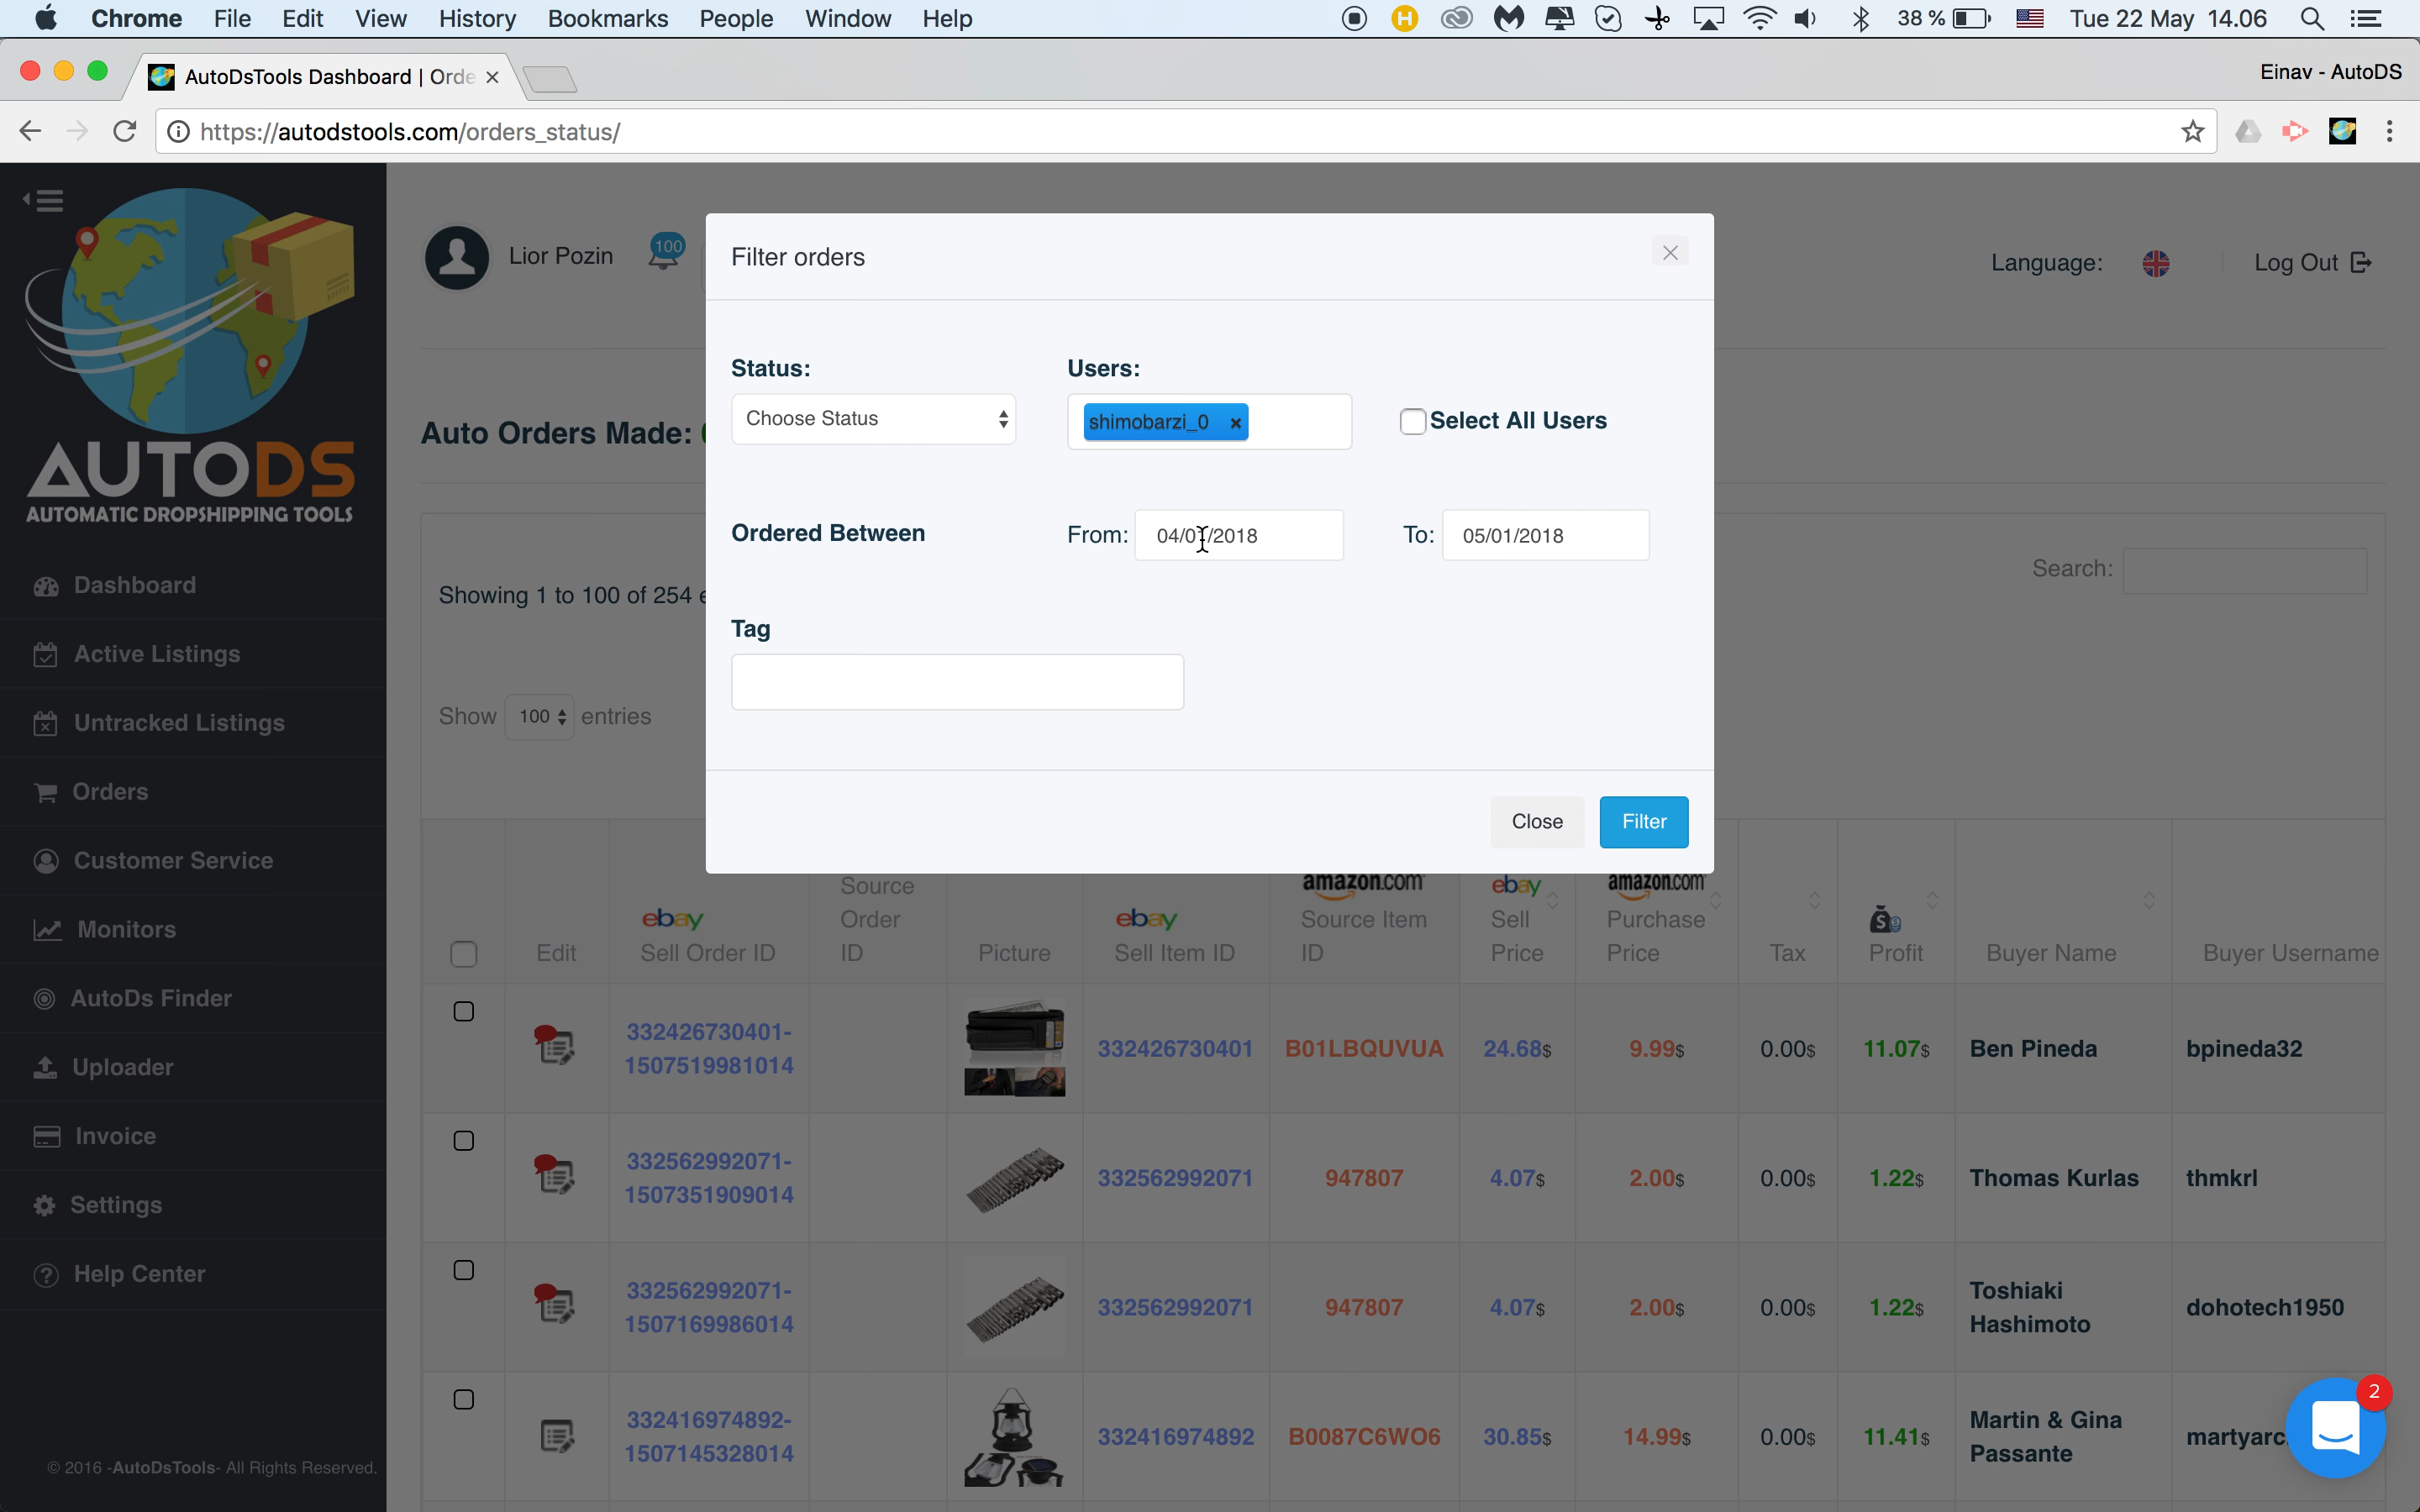 Chrome File Edit View History Bookmarks People Window Help 38 % Tue 22 May 14.06
AutoDsTools Dashboard | Orde
Einav - AutoDS
https://autodstools.com/orders_status/
AUTODS
AUTOMATIC DROPSHIPPING TOOLS
Dashboard
Active Listings
Untracked Listings
Orders
Customer Service
Monitors
AutoDs Finder
Uploader
Invoice
Settings
Help Center
© 2016 -AutoDsTools- All Rights Reserved.
Lior Pozin 100
Language: Log Out
Auto Orders Made:
Showing 1 to 100 of 254
Search:
Show 100 entries
Filter orders
Status: Users:
Choose Status shimobarzi_0 × Select All Users
Ordered Between From: 04/01/2018 To: 05/01/2018
Tag
Close Filter
Edit
ebay
Sell Order ID
Source
Order
ID
Picture
ebay
Sell Item ID
amazon.com
Source Item
ID
ebay
Sell
Price
amazon.com
Purchase
Price
Tax
Profit
Buyer Name
Buyer Username
332426730401-
1507519981014
332426730401 B01LBQUVUA 24.68$ 9.99$ 0.00$ 11.07$ Ben Pineda bpineda32
332562992071-
1507351909014
332562992071 947807 4.07$ 2.00$ 0.00$ 1.22$ Thomas Kurlas thmkrl
332562992071-
1507169986014
332562992071 947807 4.07$ 2.00$ 0.00$ 1.22$
Toshiaki
Hashimoto
dohotech1950
332416974892-
1507145328014
332416974892 B0087C6WO6 30.85$ 14.99$ 0.00$ 11.41$
Martin & Gina
Passante
martyarc
2